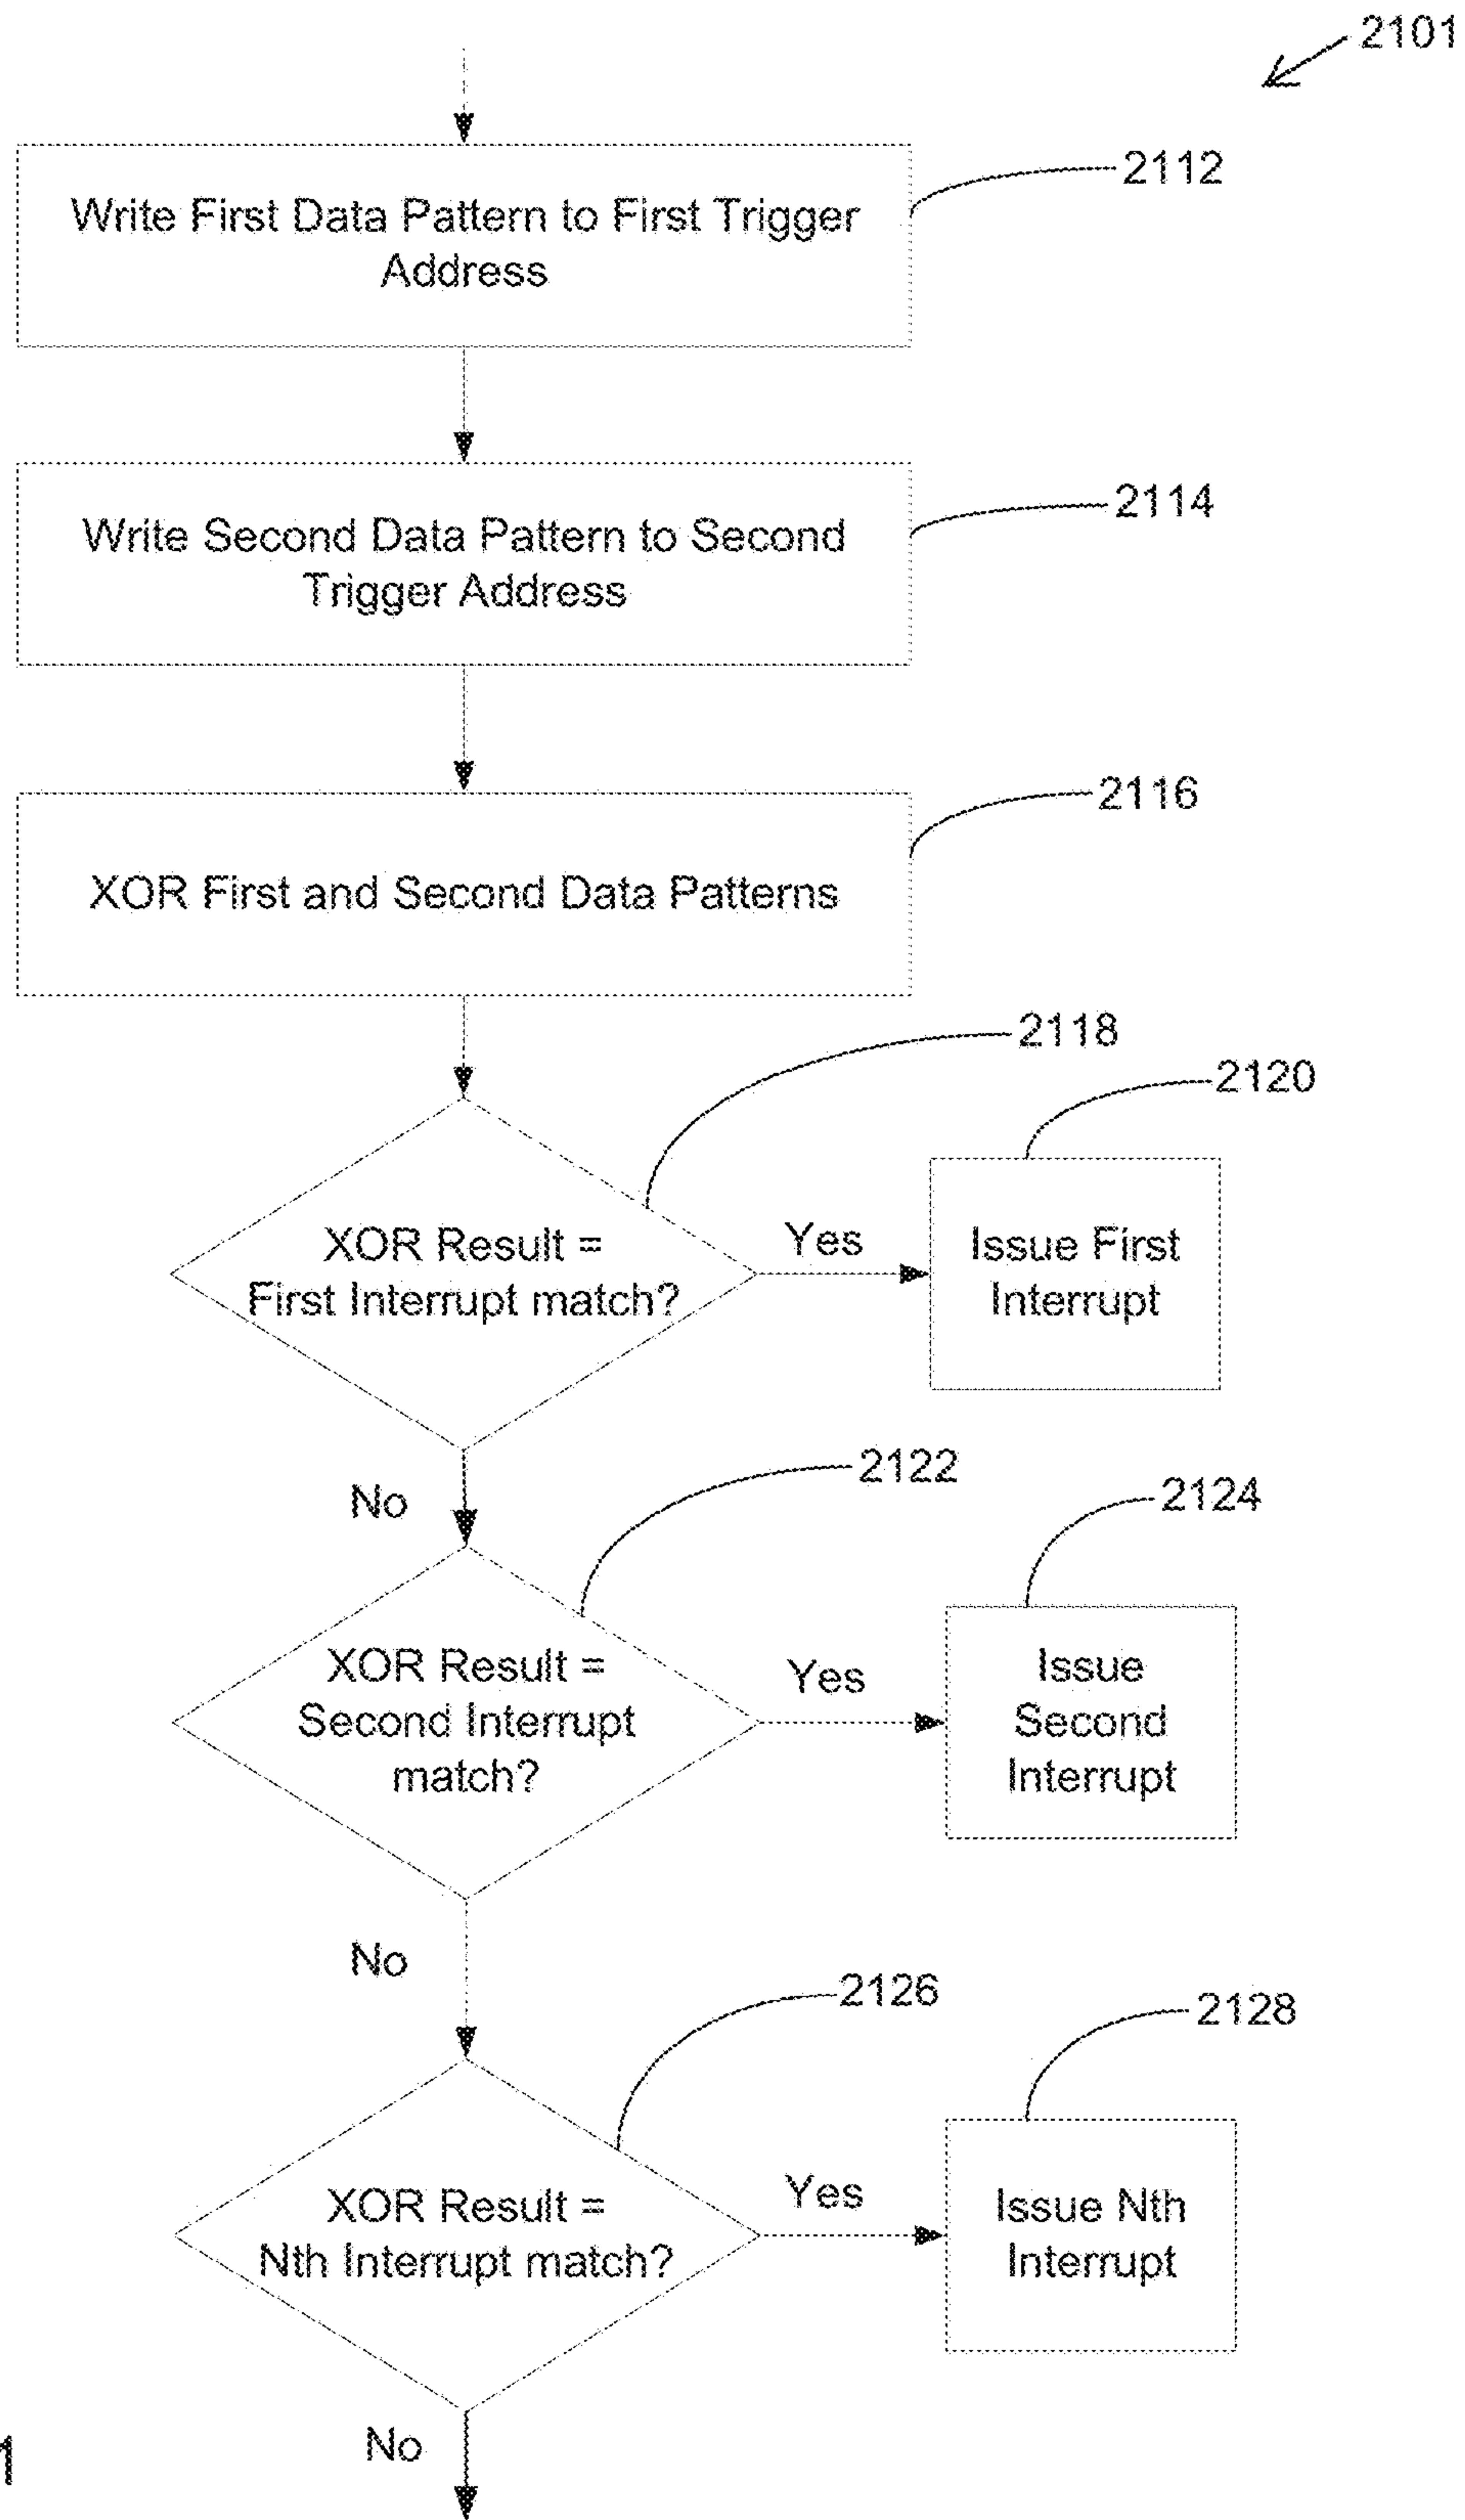 2101
Write First Data Pattern to First Trigger
Address
2112
Write Second Data Pattern to Second
Trigger Address
2114
XOR First and Second Data Patterns
2116
2118
2120
XOR Result =
First Interrupt match?
Yes
Issue First
Interrupt
No
2122
2124
XOR Result =
Second Interrupt
match?
Yes
Issue
Second
Interrupt
No
2126
2128
XOR Result =
Nth Interrupt match?
Yes
Issue Nth
Interrupt
No
1